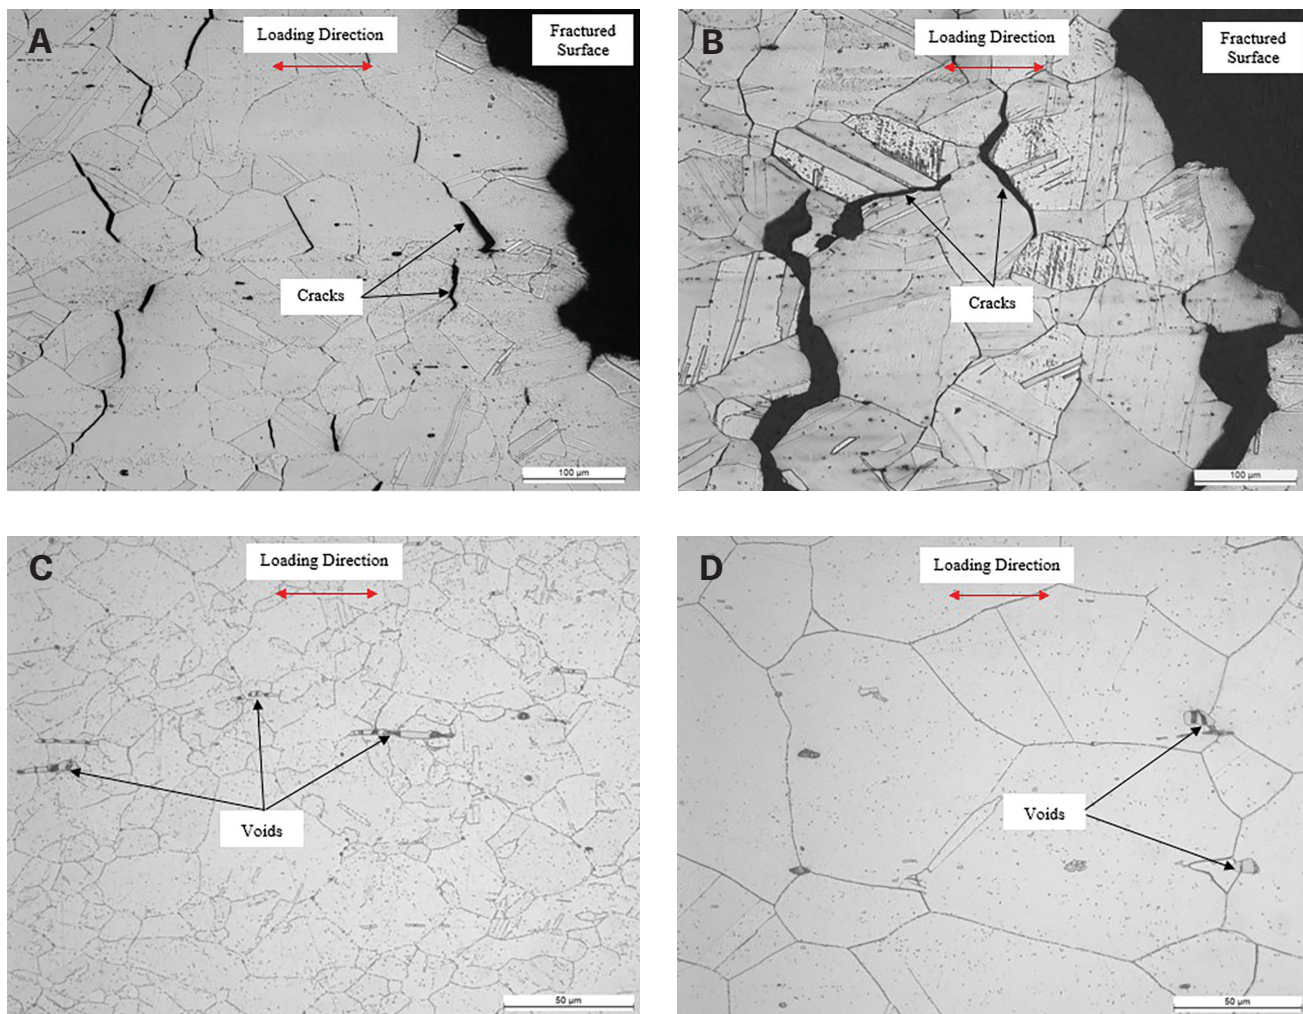 A
Loading Direction
Fractured
Surface
Cracks
100 µm
B
Loading Direction
Fractured
Surface
Cracks
100 µm
C
Loading Direction
Voids
50 µm
D
Loading Direction
Voids
50 µm